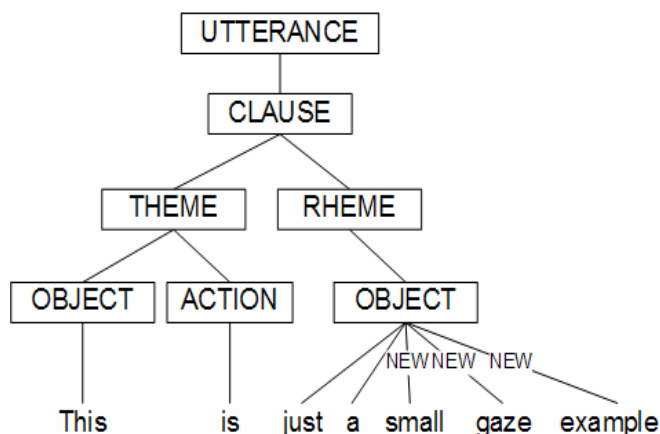 UTTERANCE
CLAUSE
THEME RHEME
OBJECT ACTION OBJECT
NEW NEW NEW
This is just a small gaze example